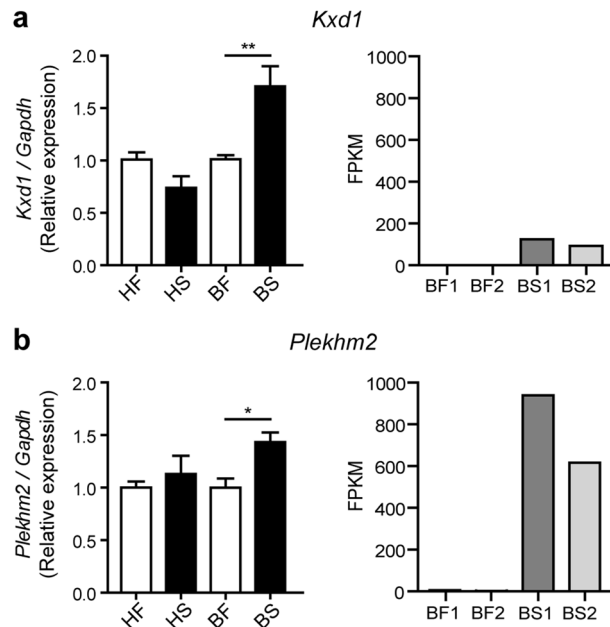 a
Kxd1
Kxd1 / Gapdh
(Relative expression)
2.0
1.5
1.0
0.5
0.0
**
HF
HS
BF
BS
FPKM
1000
800
600
400
200
0
BF1
BF2
BS1
BS2
b
Plekhm2
Plekhm2 / Gapdh
(Relative expression)
2.0
1.5
1.0
0.5
0.0
*
HF
HS
BF
BS
FPKM
1000
800
600
400
200
0
BF1
BF2
BS1
BS2